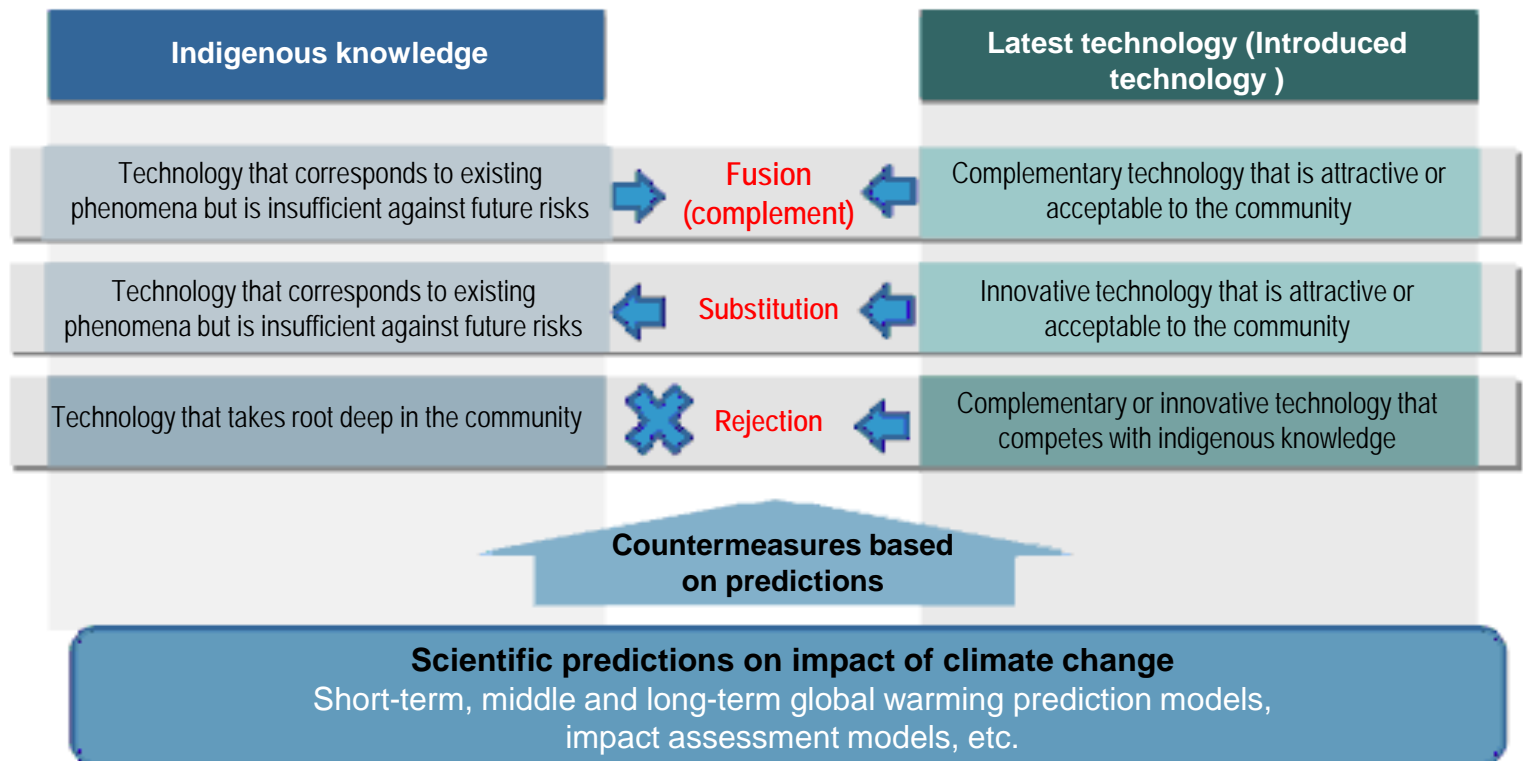 Indigenous knowledge
Latest technology (Introduced
technology )
Technology that corresponds to existing
phenomena but is insufficient against future risks
Fusion
(complement)
Complementary technology that is attractive or
acceptable to the community
Technology that corresponds to existing
phenomena but is insufficient against future risks
Substitution
Innovative technology that is attractive or
acceptable to the community
Technology that takes root deep in the community
Rejection
Complementary or innovative technology that
competes with indigenous knowledge
Countermeasures based
on predictions
Scientific predictions on impact of climate change
Short-term, middle and long-term global warming prediction models,
impact assessment models, etc.